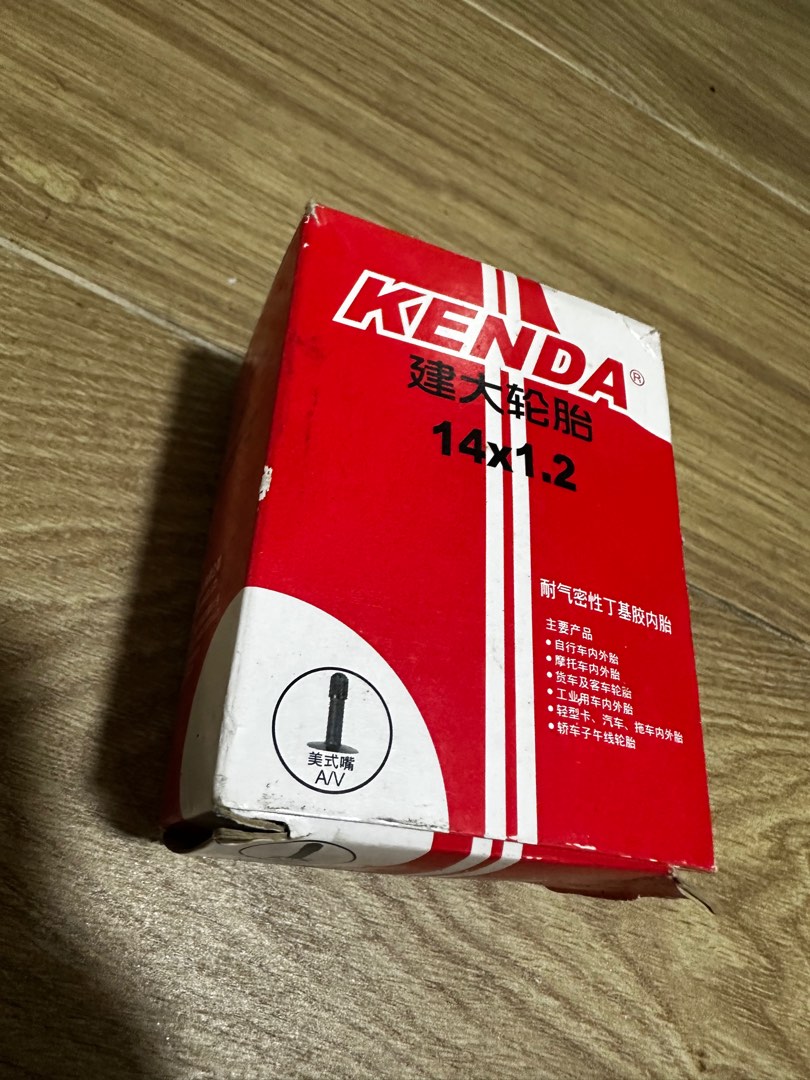 KENDA®
建大轮胎
14x1.2
耐气密性丁基胶内胎
主要产品
•自行车内外胎
•摩托车内外胎
•货车及客车轮胎
•工业用车内外胎
•轻型卡、汽车、拖车内外胎
•轿车子午线轮胎
美式嘴
A/V